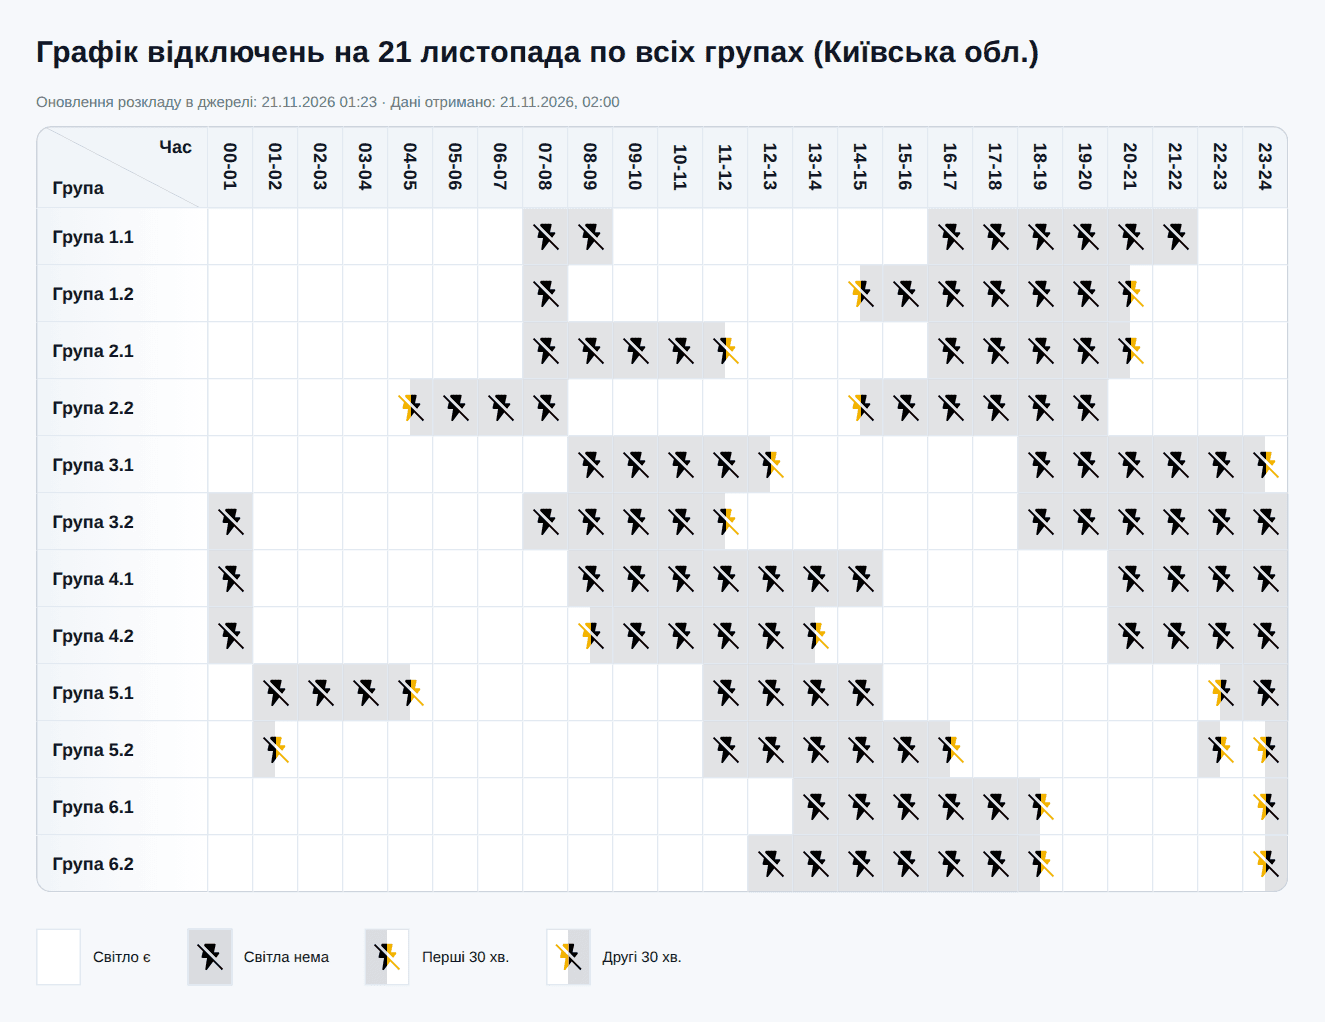 Графік відключень на 21 листопада по всіх групах (Київська обл.)
Оновлення розкладу в джерелі: 21.11.2026 01:23 · Дані отримано: 21.11.2026, 02:00
Час
Група
00-01 01-02 02-03 03-04 04-05 05-06 06-07 07-08 08-09 09-10 10-11 11-12 12-13 13-14 14-15 15-16 16-17 17-18 18-19 19-20 20-21 21-22 22-23 23-24
Група 1.1
Група 1.2
Група 2.1
Група 2.2
Група 3.1
Група 3.2
Група 4.1
Група 4.2
Група 5.1
Група 5.2
Група 6.1
Група 6.2
Світло є Світла нема Перші 30 хв. Другі 30 хв.